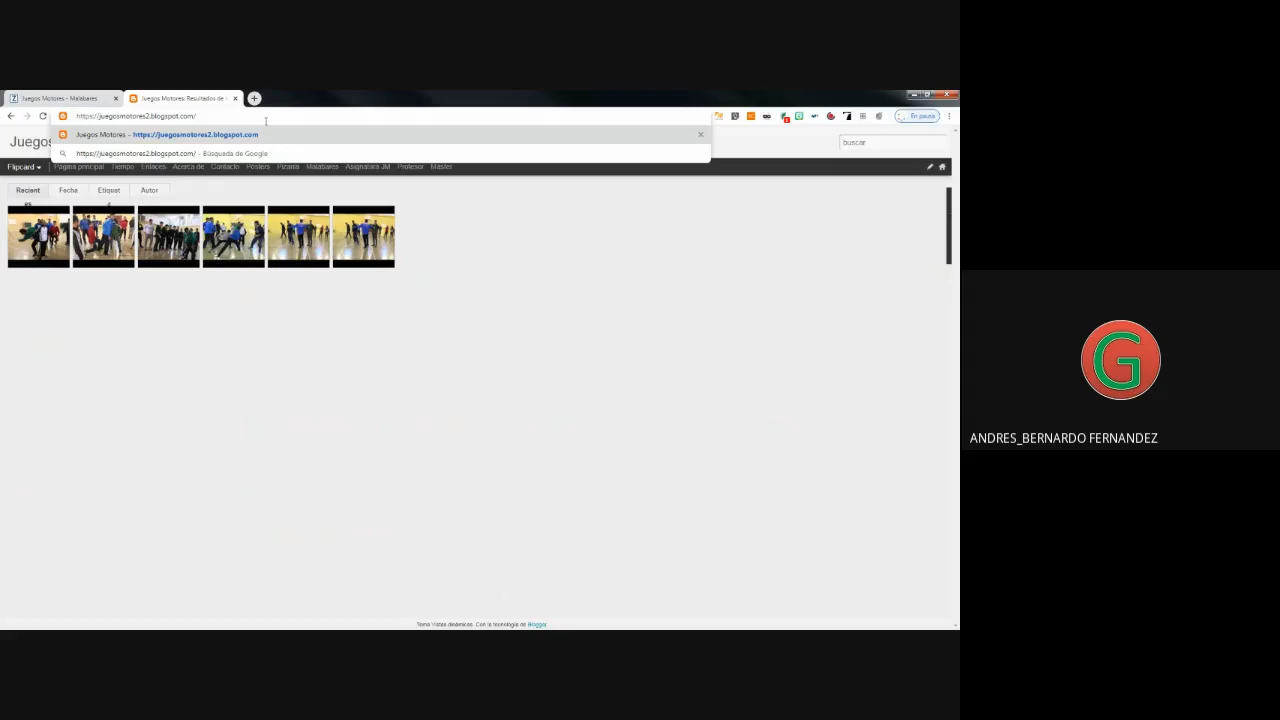 Juegos Motores - Malabares
Juegos Motores: Resultados de
https://juegosmotores2.blogspot.com/
En pausa
Juegos Motores - https://juegosmotores2.blogspot.com
https://juegosmotores2.blogspot.com/ - Búsqueda de Google
Juegos
buscar
Flipcard Página principal Tiempo Enlaces Acerca de Contacto Posters Pizarra Malabares Asignatura JM Profesor Máster
Recient Fecha Etiquet Autor
es a
G
ANDRES_BERNARDO FERNANDEZ
Tema Vistas dinámicas. Con la tecnología de Blogger.